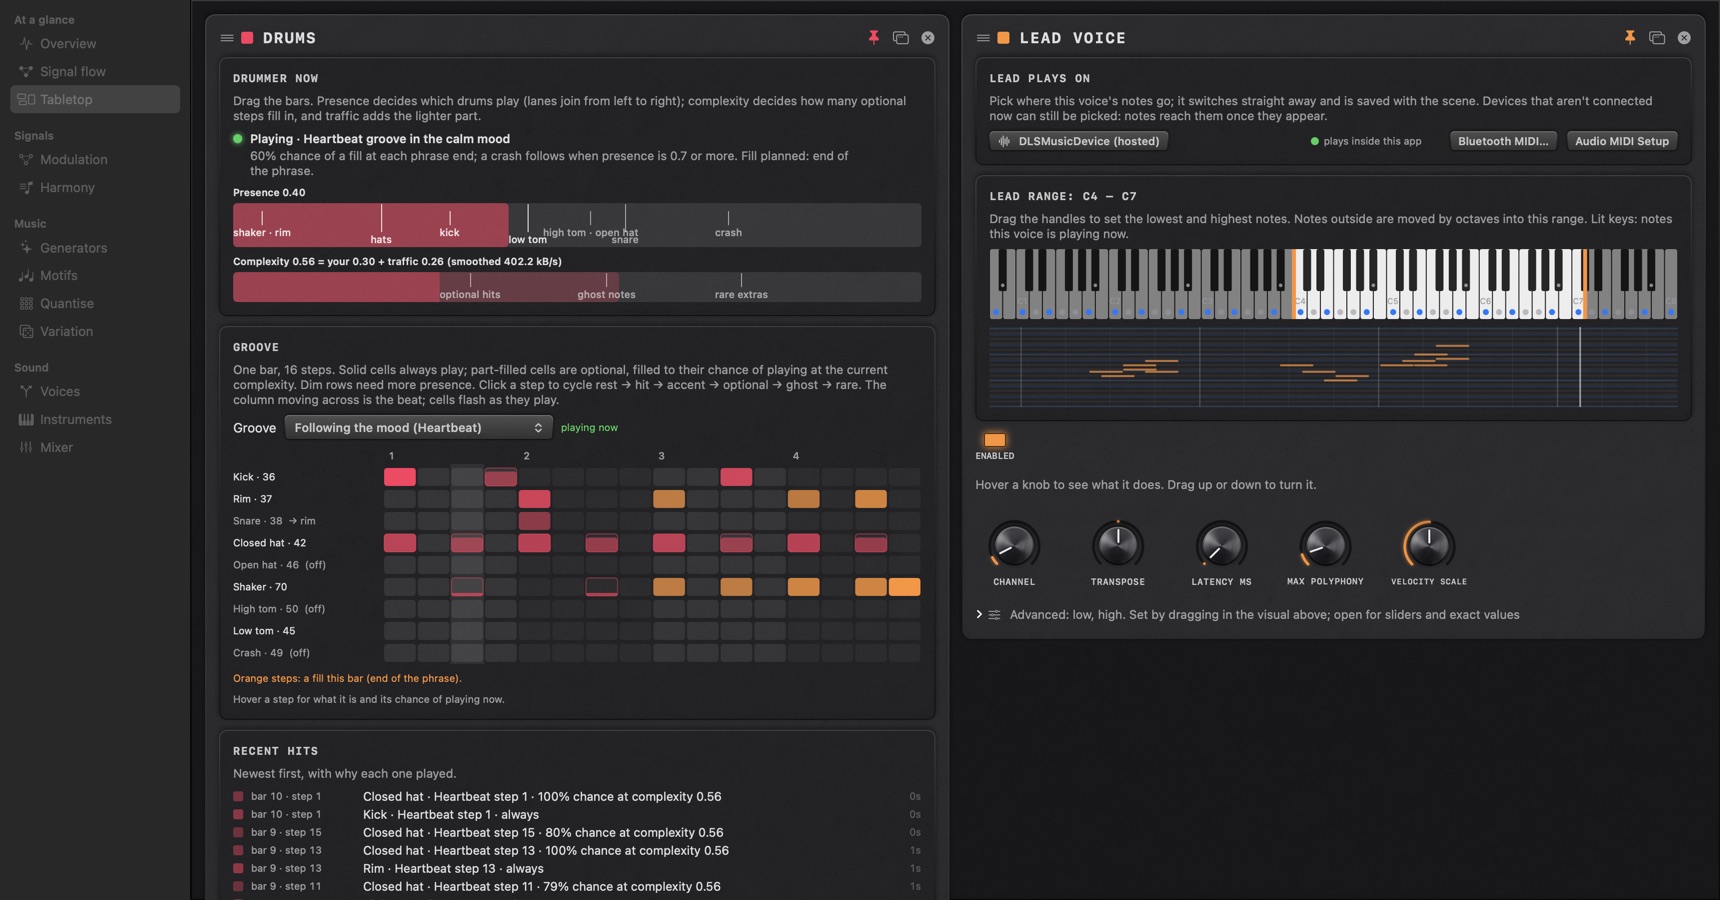 At a glance
Overview
Signal flow
Tabletop
Signals
Modulation
Harmony
Music
Generators
Motifs
Quantise
Variation
Sound
Voices
Instruments
Mixer
DRUMS
DRUMMER NOW
Drag the bars. Presence decides which drums play (lanes join from left to right); complexity decides how many optional
steps fill in, and traffic adds the lighter part.
Playing · Heartbeat groove in the calm mood
60% chance of a fill at each phrase end; a crash follows when presence is 0.7 or more. Fill planned: end of
the phrase.
Presence 0.40
shaker · rim
hats
kick
low tom
high tom · open hat
snare
crash
Complexity 0.56 = your 0.30 + traffic 0.26 (smoothed 402.2 kB/s)
optional hits
ghost notes
rare extras
GROOVE
One bar, 16 steps. Solid cells always play; part-filled cells are optional, filled to their chance of playing at the current
complexity. Dim rows need more presence. Click a step to cycle rest → hit → accent → optional → ghost → rare. The
column moving across is the beat; cells flash as they play.
Groove Following the mood (Heartbeat) playing now
1 2 3 4
Kick · 36
Rim · 37
Snare · 38 → rim
Closed hat · 42
Open hat · 46 (off)
Shaker · 70
High tom · 50 (off)
Low tom · 45
Crash · 49 (off)
Orange steps: a fill this bar (end of the phrase).
Hover a step for what it is and its chance of playing now.
RECENT HITS
Newest first, with why each one played.
bar 10 · step 1 Closed hat · Heartbeat step 1 · 100% chance at complexity 0.56 0s
bar 10 · step 1 Kick · Heartbeat step 1 · always 0s
bar 9 · step 15 Closed hat · Heartbeat step 15 · 80% chance at complexity 0.56 0s
bar 9 · step 13 Closed hat · Heartbeat step 13 · 100% chance at complexity 0.56 1s
bar 9 · step 13 Rim · Heartbeat step 13 · always 1s
bar 9 · step 11 Closed hat · Heartbeat step 11 · 79% chance at complexity 0.56 1s
LEAD VOICE
LEAD PLAYS ON
Pick where this voice's notes go; it switches straight away and is saved with the scene. Devices that aren't connected
now can still be picked: notes reach them once they appear.
DLSMusicDevice (hosted) plays inside this app Bluetooth MIDI... Audio MIDI Setup
LEAD RANGE: C4 – C7
Drag the handles to set the lowest and highest notes. Notes outside are moved by octaves into this range. Lit keys: notes
this voice is playing now.
C1 C2 C3 C4 C5 C6 C7 C8
ENABLED
Hover a knob to see what it does. Drag up or down to turn it.
CHANNEL TRANSPOSE LATENCY MS MAX POLYPHONY VELOCITY SCALE
Advanced: low, high. Set by dragging in the visual above; open for sliders and exact values